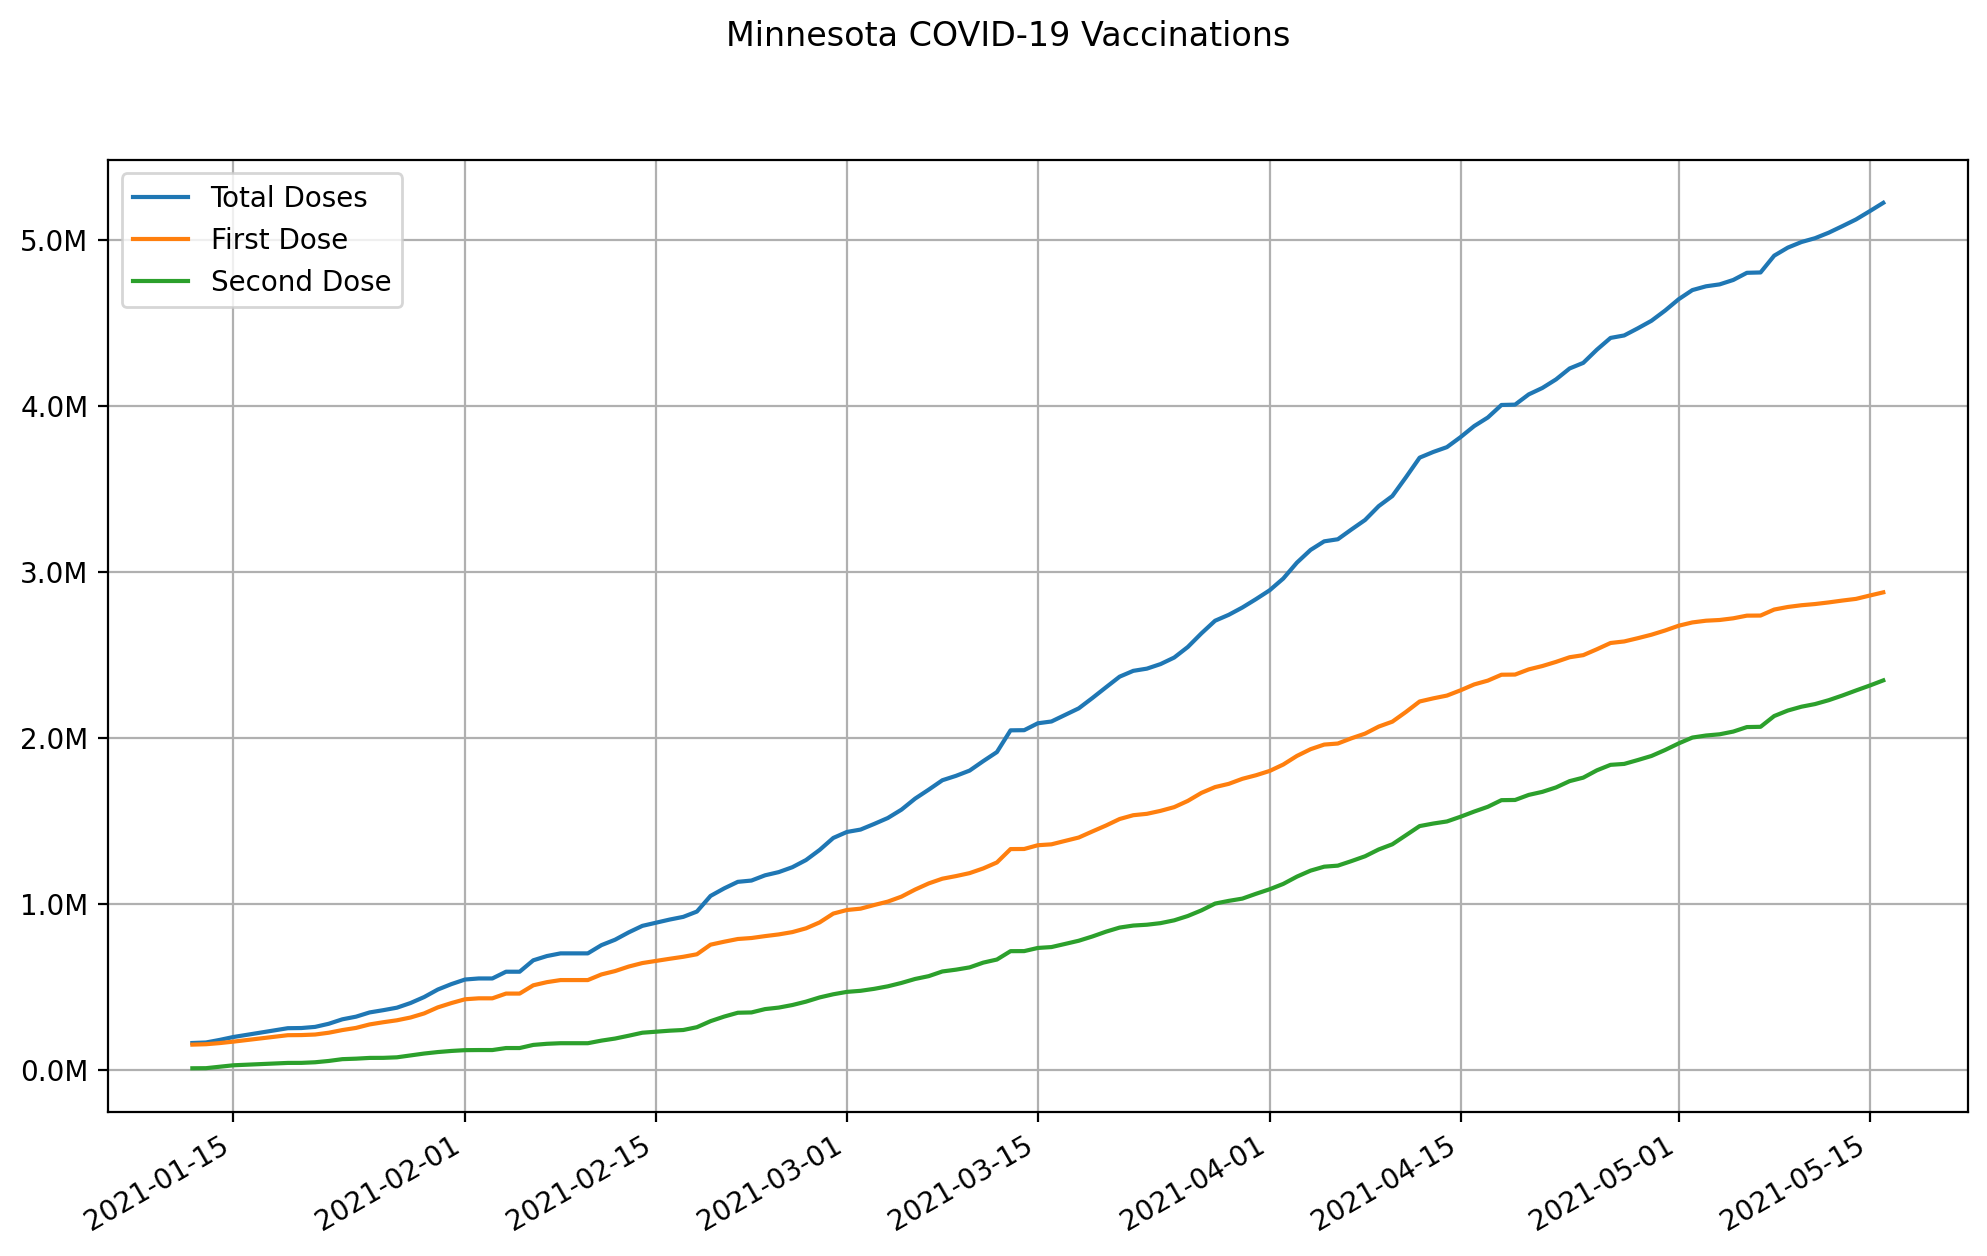 Minnesota COVID-19 Vaccinations
Total Doses
First Dose
Second Dose
5.0M
4.0M
3.0M
2.0M
1.0M
0.0M
2021-01-15
2021-02-01
2021-02-15
2021-03-01
2021-03-15
2021-04-01
2021-04-15
2021-05-01
2021-05-15